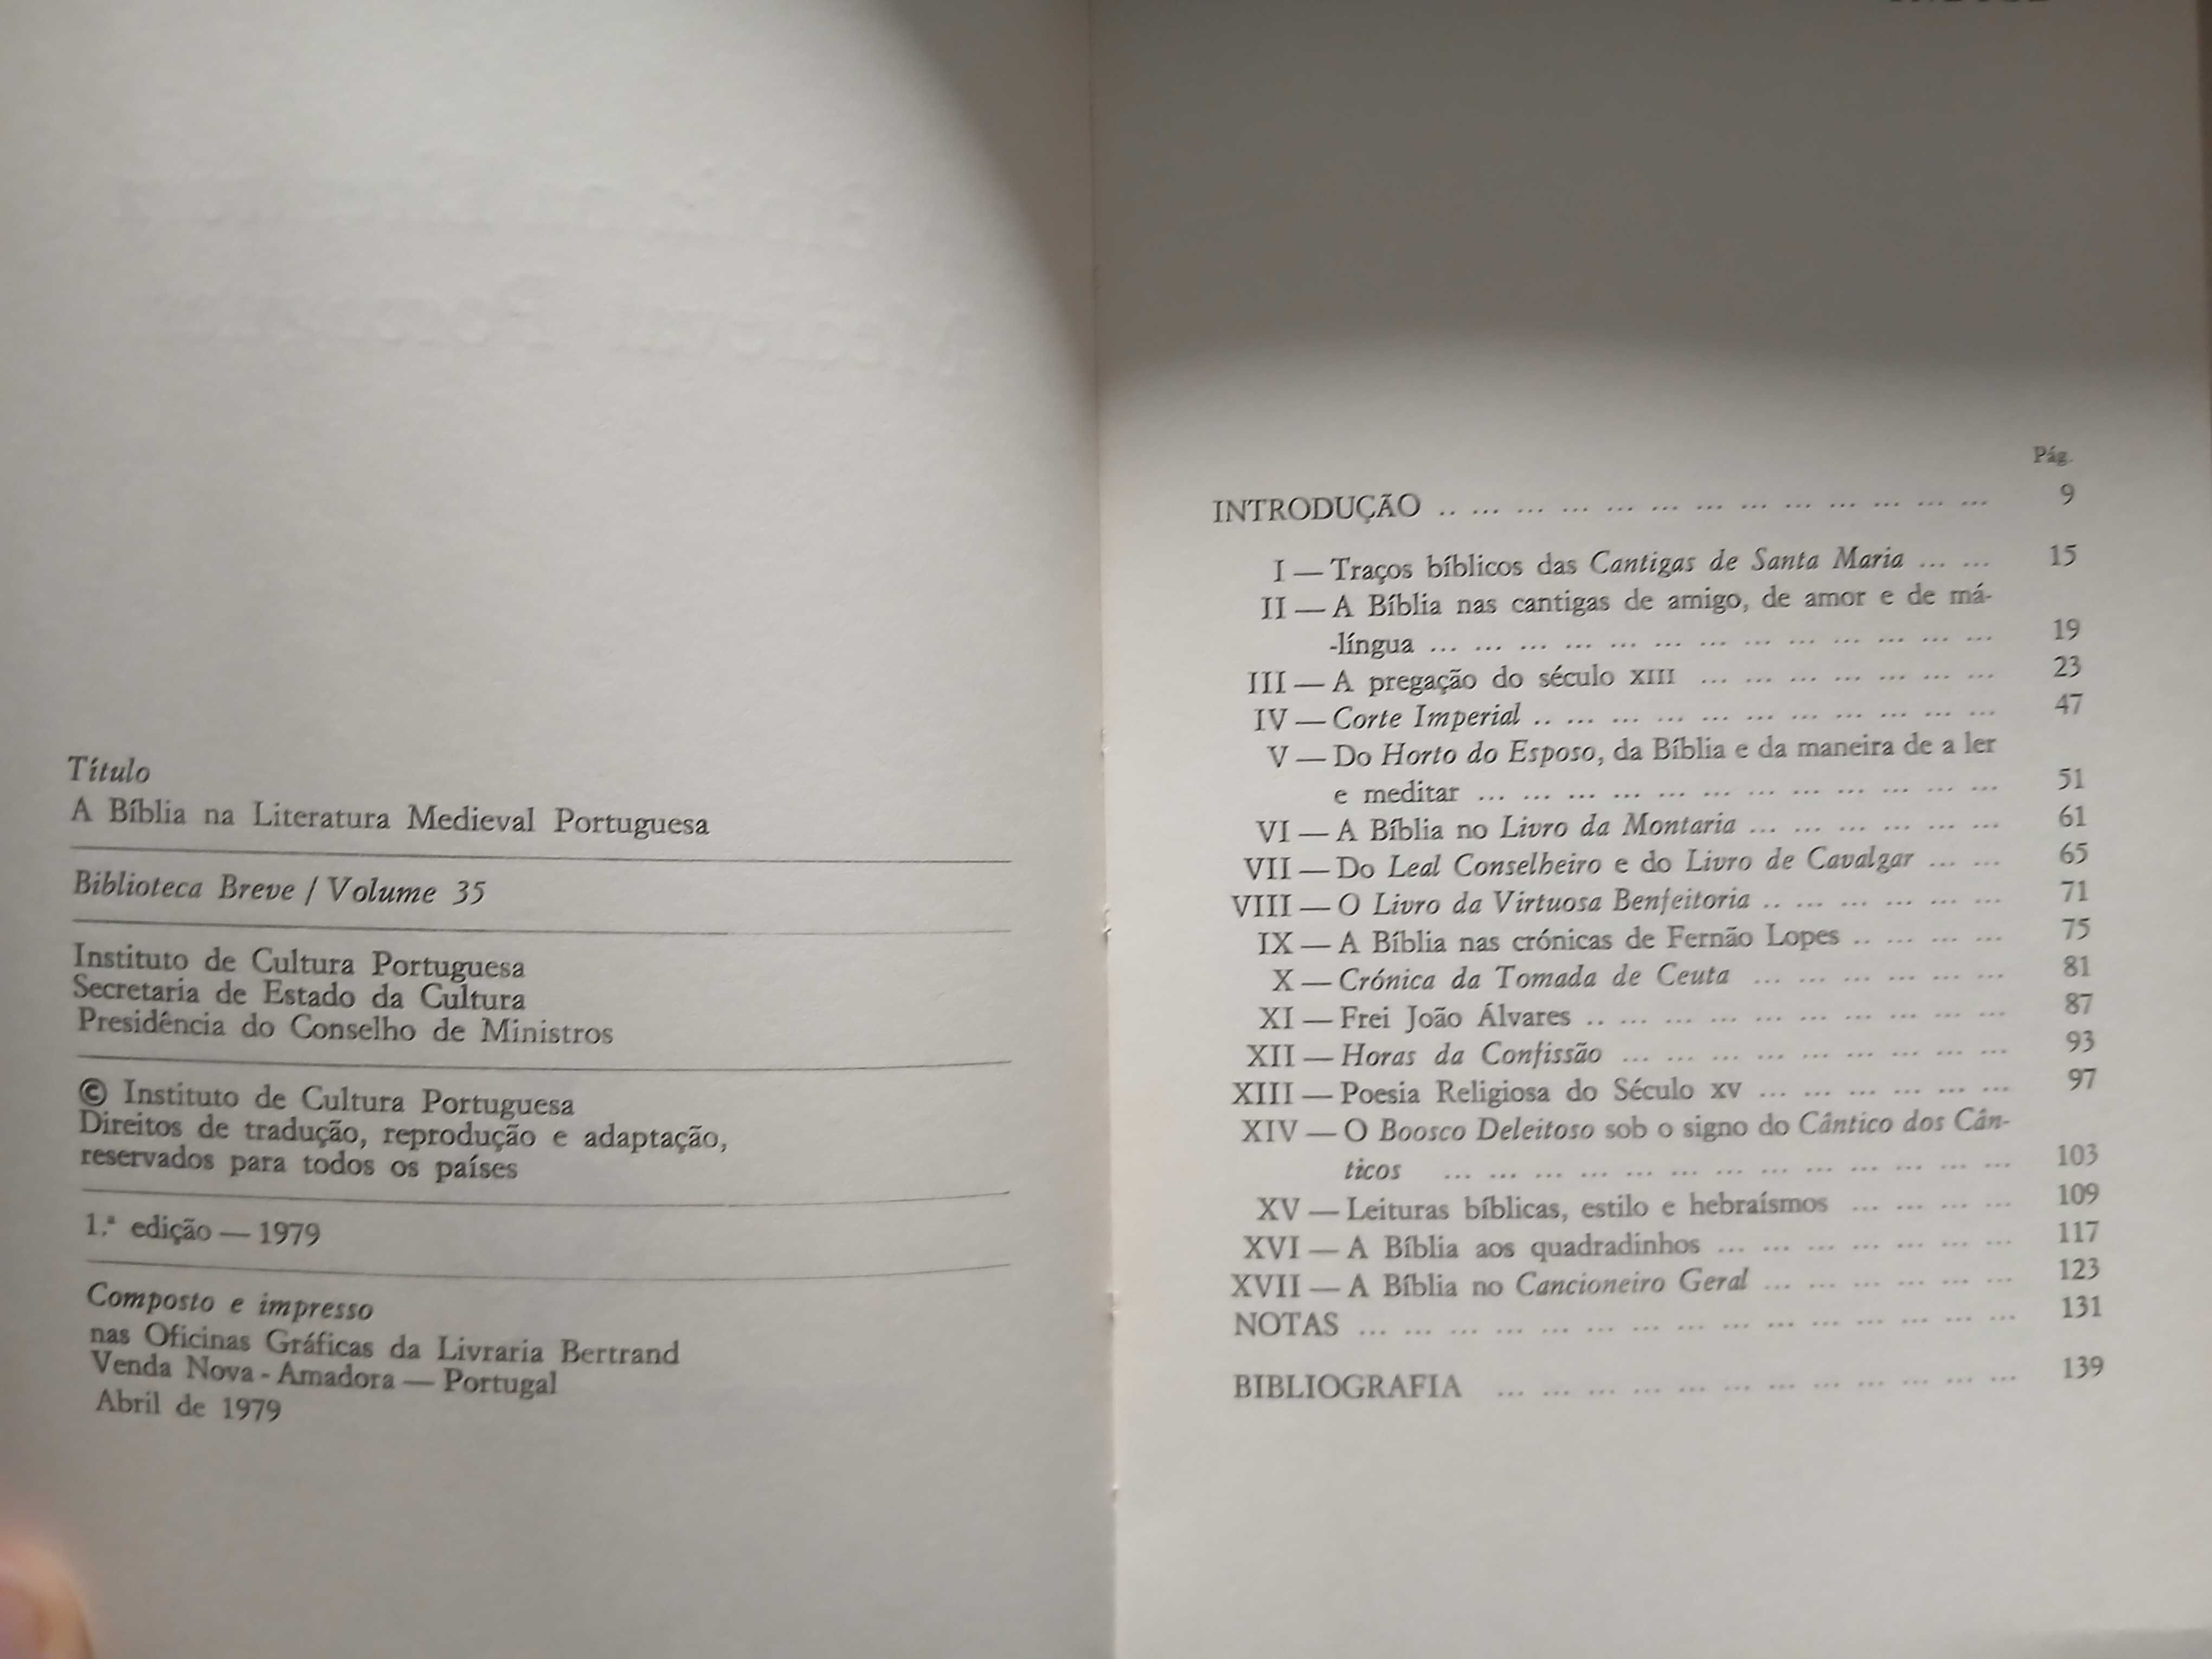 Título
A Bíblia na Literatura Medieval Portuguesa
Biblioteca Breve / Volume 35
Instituto de Cultura Portuguesa
Secretaria de Estado da Cultura
Presidência do Conselho de Ministros
© Instituto de Cultura Portuguesa
Direitos de tradução, reprodução e adaptação,
reservados para todos os países
1.ª edição — 1979
Composto e impresso
nas Oficinas Gráficas da Livraria Bertrand
Venda Nova - Amadora — Portugal
Abril de 1979
Pág.
INTRODUÇÃO .. ... ... ... ... ... ... ... ... ... ... ... ... 9
I — Traços bíblicos das Cantigas de Santa Maria ... ... 15
II — A Bíblia nas cantigas de amigo, de amor e de má-
-língua ... ... ... ... ... ... ... ... ... ... ... ... ... 19
III — A pregação do século XIII ... ... ... ... ... ... ... 23
IV — Corte Imperial .. ... ... ... ... ... ... ... ... ... ... 47
V — Do Horto do Esposo, da Bíblia e da maneira de a ler
e meditar ... ... ... ... ... ... ... ... ... ... ... ... 51
VI — A Bíblia no Livro da Montaria ... ... ... ... ... ... 61
VII — Do Leal Conselheiro e do Livro de Cavalgar ... ... 65
VIII — O Livro da Virtuosa Benfeitoria .. ... ... ... ... ... 71
IX — A Bíblia nas crónicas de Fernão Lopes .. ... ... ... 75
X — Crónica da Tomada de Ceuta ... ... ... ... ... ... 81
XI — Frei João Álvares .. ... ... ... ... ... ... ... ... ... 87
XII — Horas da Confissão ... ... ... ... ... ... ... ... ... 93
XIII — Poesia Religiosa do Século XV ... ... ... ... ... ... 97
XIV — O Boosco Deleitoso sob o signo do Cântico dos Cân-
ticos ... ... ... ... ... ... ... ... ... ... ... ... ... 103
XV — Leituras bíblicas, estilo e hebraísmos ... ... ... ... 109
XVI — A Bíblia aos quadradinhos ... ... ... ... ... ... ... 117
XVII — A Bíblia no Cancioneiro Geral ... ... ... ... ... ... 123
NOTAS ... ... ... ... ... ... ... ... ... ... ... ... ... ... ... 131
BIBLIOGRAFIA ... ... ... ... ... ... ... ... ... ... ... ... 139